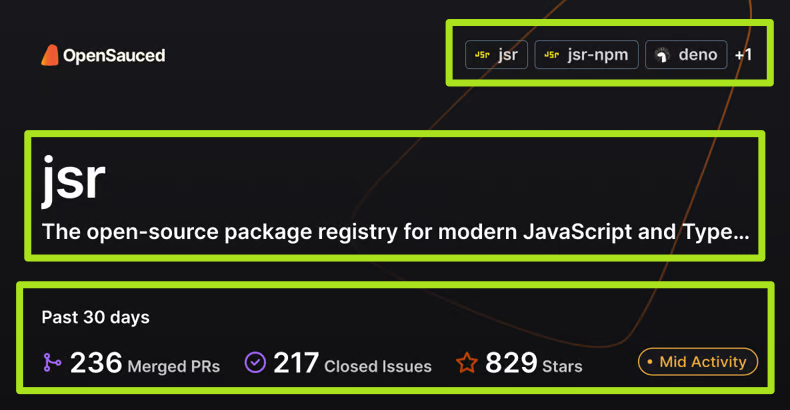 OpenSauced
jsr jsr jsr jsr-npm deno +1
jsr
The open-source package registry for modern JavaScript and Type...
Past 30 days
236 Merged PRs 217 Closed Issues 829 Stars • Mid Activity